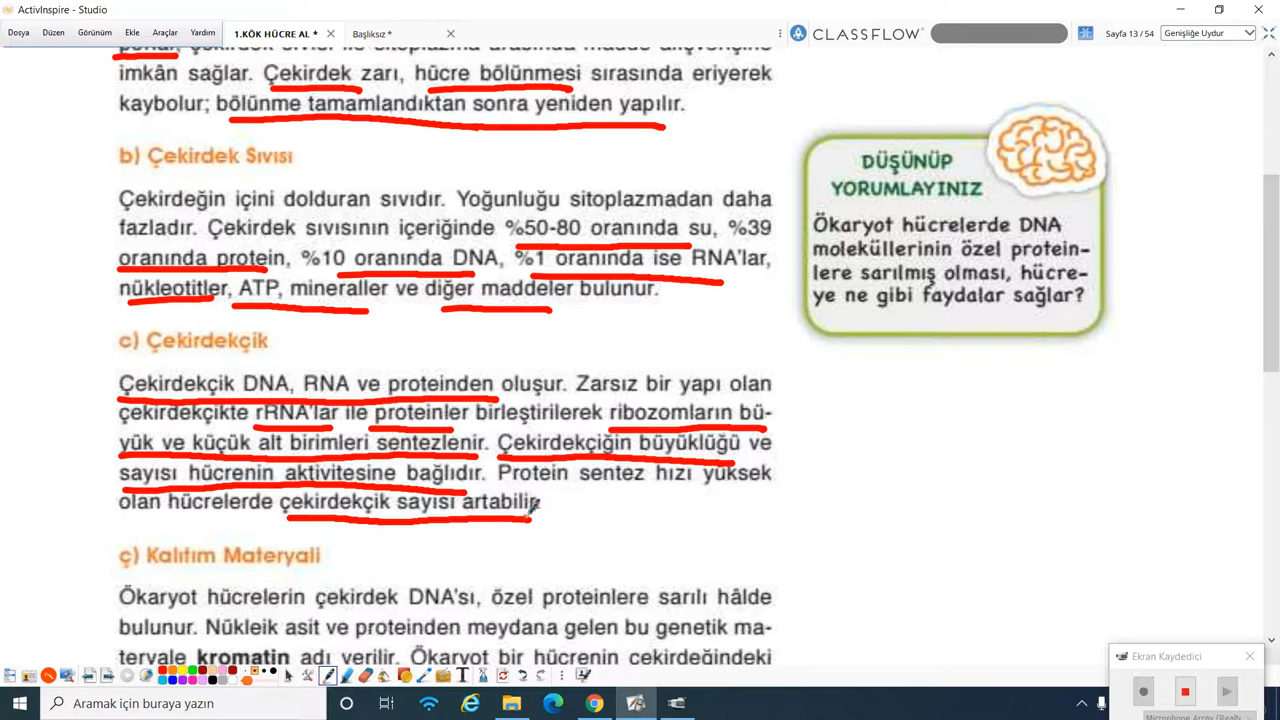 ActivInspire - Studio
Dosya Düzen Görünüm Ekle Araçlar Yardım
1.KÖK HÜCRE AL * Başlıksız *
CLASSFLOW Sayfa 13 / 54 Genişliğe Uydur
imkân sağlar. Çekirdek zarı, hücre bölünmesi sırasında eriyerek
kaybolur; bölünme tamamlandıktan sonra yeniden yapılır.
b) Çekirdek Sıvısı
Çekirdeğin içini dolduran sıvıdır. Yoğunluğu sitoplazmadan daha
fazladır. Çekirdek sıvısının içeriğinde %50-80 oranında su, %39
oranında protein, %10 oranında DNA, %1 oranında ise RNA'lar,
nükleotitler, ATP, mineraller ve diğer maddeler bulunur.
c) Çekirdekçik
Çekirdekçik DNA, RNA ve proteinden oluşur. Zarsız bir yapı olan
çekirdekçikte rRNA'lar ile proteinler birleştirilerek ribozomların bü-
yük ve küçük alt birimleri sentezlenir. Çekirdekçiğin büyüklüğü ve
sayısı hücrenin aktivitesine bağlıdır. Protein sentez hızı yüksek
olan hücrelerde çekirdekçik sayısı artabilir
ç) Kalıtım Materyali
Ökaryot hücrelerin çekirdek DNA'sı, özel proteinlere sarılı hâlde
bulunur. Nükleik asit ve proteinden meydana gelen bu genetik ma-
teryale kromatin adı verilir. Ökaryot bir hücrenin çekirdeğindeki
DÜŞÜNÜP
YORUMLAYINIZ
Ökaryot hücrelerde DNA
moleküllerinin özel protein-
lere sarılmış olması, hücre-
ye ne gibi faydalar sağlar?
Ekran Kaydedici
Aramak için buraya yazın